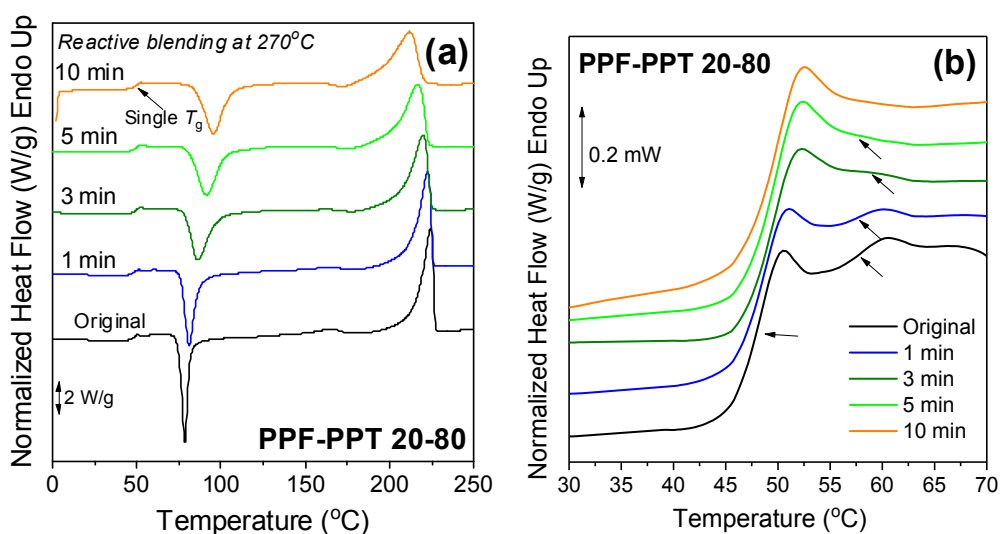 Normalized Heat Flow (W/g) Endo Up
Reactive blending at 270°C
(a)
10 min
Single Tg
5 min
3 min
1 min
Original
2 W/g
PPF-PPT 20-80
0 50 100 150 200 250
Temperature (°C)
Normalized Heat Flow (W/g) Endo Up
PPF-PPT 20-80
(b)
0.2 mW
Original
1 min
3 min
5 min
10 min
30 35 40 45 50 55 60 65 70
Temperature (°C)